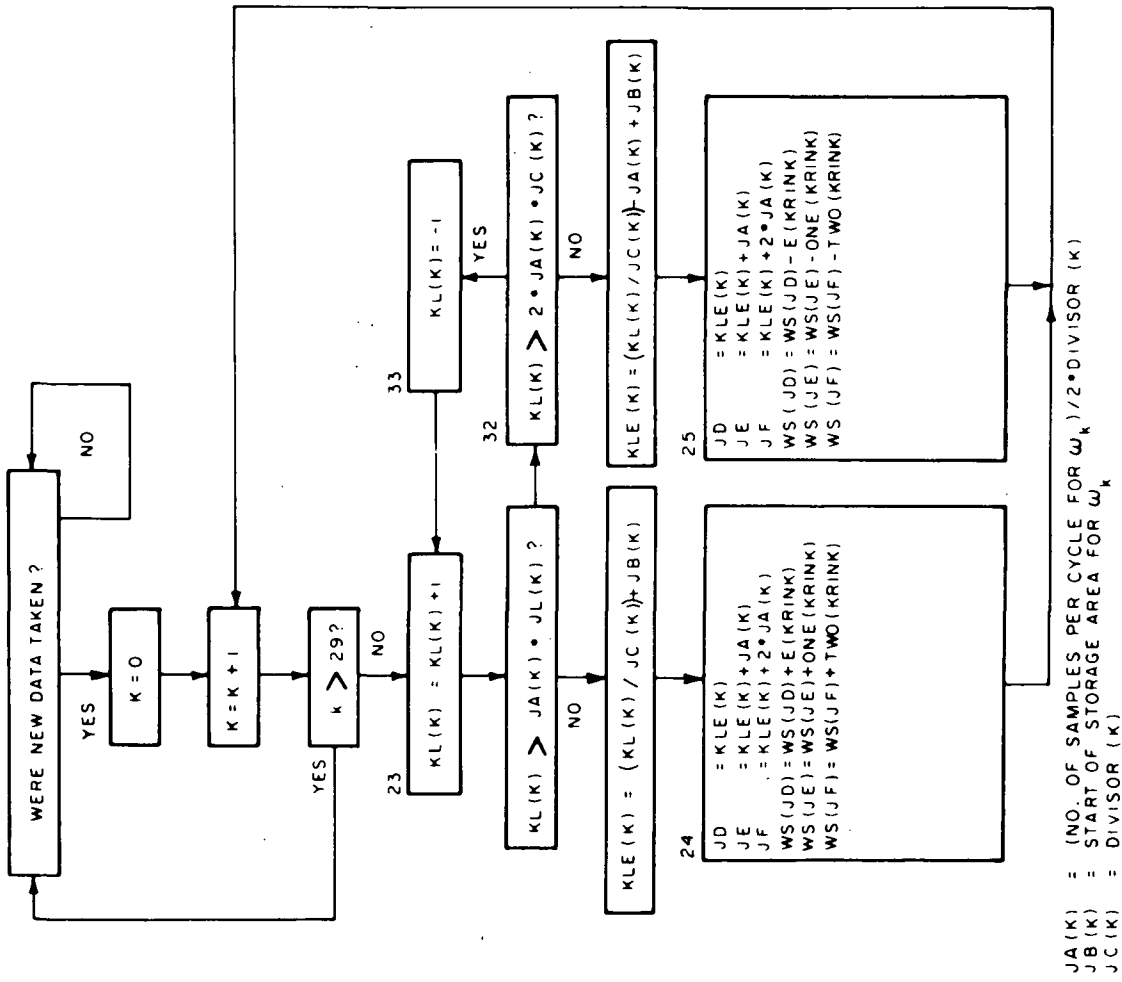 WERE NEW DATA TAKEN?
NO
YES
K=0
K=K+1
k > 29?
YES
NO
23
KL(K) = KL(K)+1
33
KL(K)=-1
YES
KL(K) > JA(K)•JL(K)?
NO
32
KL(K) > 2•JA(K)•JC(K)?
NO
KLE(K) = (KL(K)/JC(K))+JB(K)
KLE(K)=(KL(K)/JC(K))-JA(K)+JB(K)
24
JD =KLE(K)
JE =KLE(K)+JA(K)
JF .=KLE(K)+2•JA(K)
WS(JD)=WS(JD)+E(KRINK)
WS(JE)=WS(JE)+ONE(KRINK)
WS(JF)=WS(JF)+TWO(KRINK)
25
JD =KLE(K)
JE =KLE(K)+JA(K)
JF =KLE(K)+2•JA(K)
WS(JD)=WS(JD)-E(KRINK)
WS(JE)=WS(JE)-ONE(KRINK)
WS(JF)=WS(JF)-TWO(KRINK)
JA(K) = (NO. OF SAMPLES PER CYCLE FOR ωk)/2•DIVISOR(K)
JB(K) = START OF STORAGE AREA FOR ωk
JC(K) = DIVISOR(K)